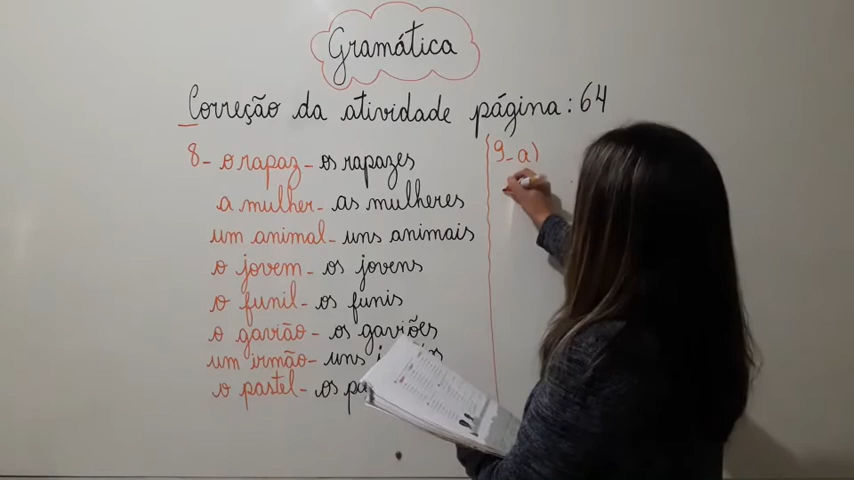 Gramática
Correção da atividade página: 64
8- o rapaz - os rapazes
a mulher - as mulheres
um animal - uns animais
o jovem - os jovens
o funil - os funis
o gavião - os gaviões
um irmão - uns
o pastel - os
9- a)